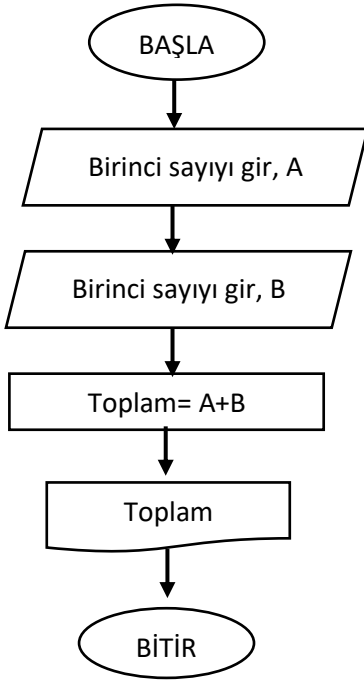 BAŞLA
Birinci sayıyı gir, A
Birinci sayıyı gir, B
Toplam= A+B
Toplam
BİTİR